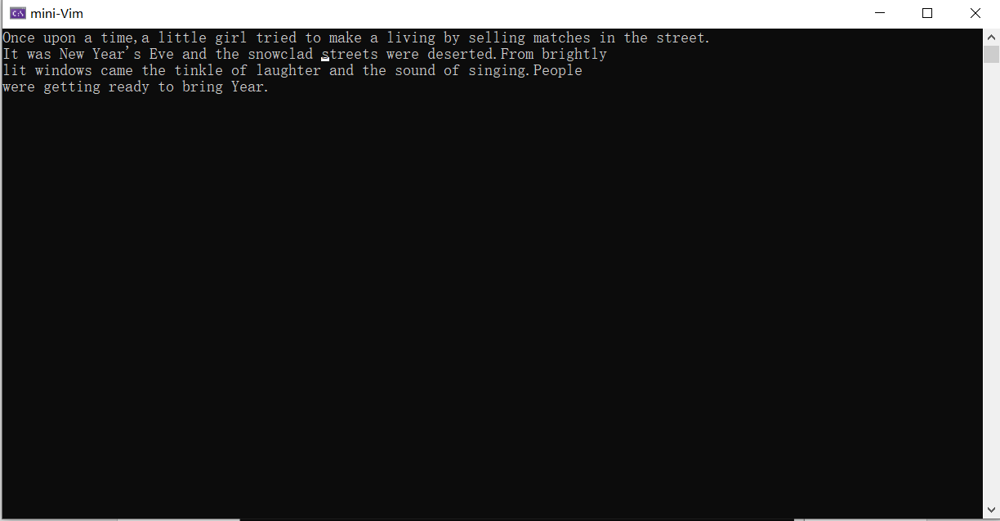 mini-Vim
Once upon a time,a little girl tried to make a living by selling matches in the street.
It was New Year's Eve and the snowclad streets were deserted.From brightly
lit windows came the tinkle of laughter and the sound of singing.People
were getting ready to bring Year.